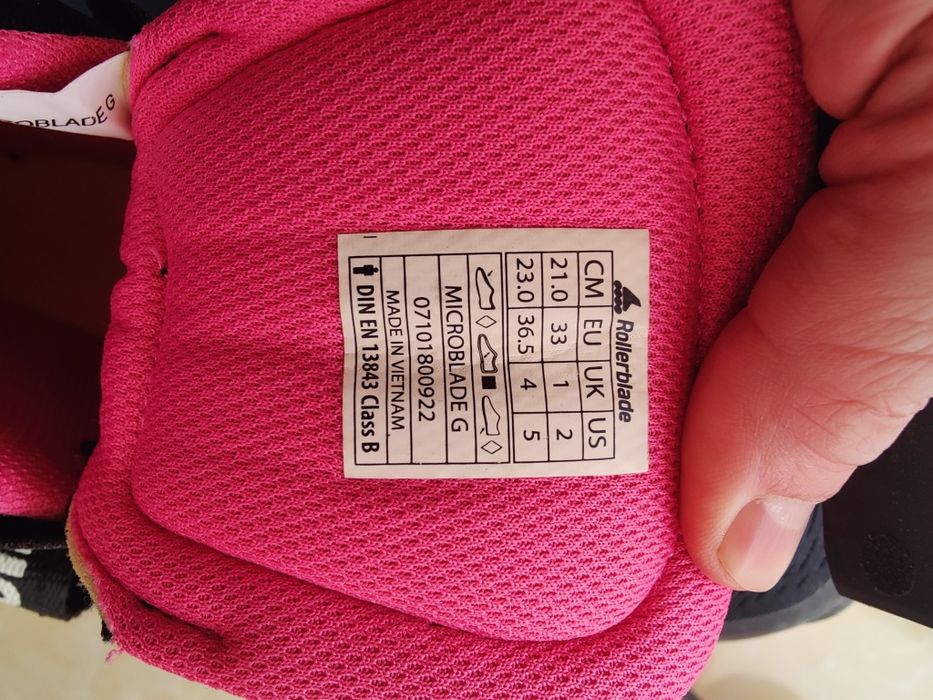 OBLADE G
Rollerblade
CM EU UK US
21.0 33 1 2
23.0 36.5 4 5
MICROBLADE G
07101800922
MADE IN VIETNAM
DIN EN 13843 Class B